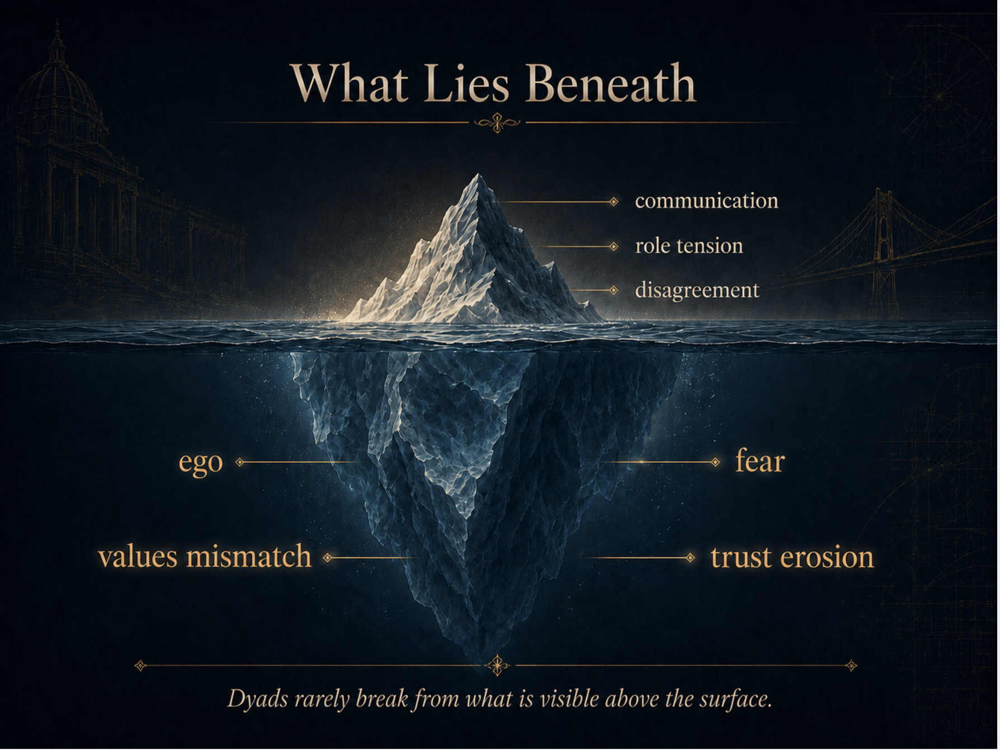 What Lies Beneath
communication
role tension
disagreement
ego
fear
values mismatch
trust erosion
Dyads rarely break from what is visible above the surface.